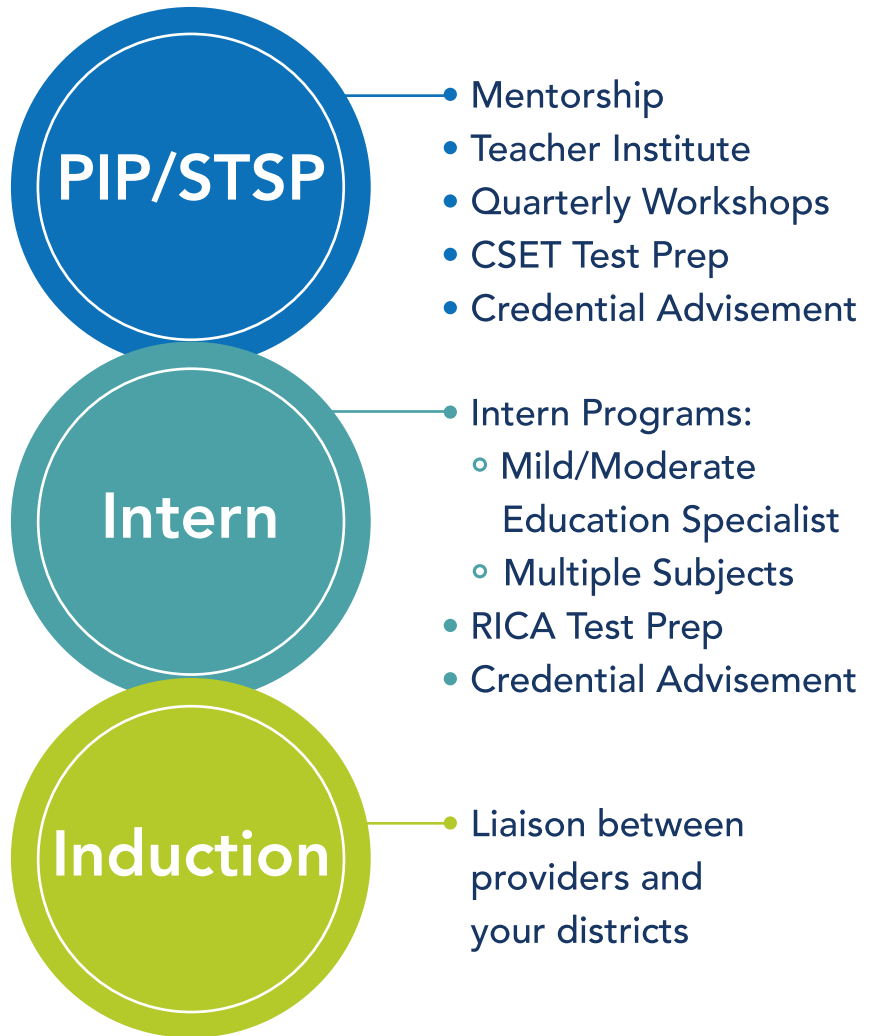 PIP/STSP
• Mentorship
• Teacher Institute
• Quarterly Workshops
• CSET Test Prep
• Credential Advisement
Intern
• Intern Programs:
◦ Mild/Moderate
Education Specialist
◦ Multiple Subjects
• RICA Test Prep
• Credential Advisement
Induction
• Liaison between
providers and
your districts